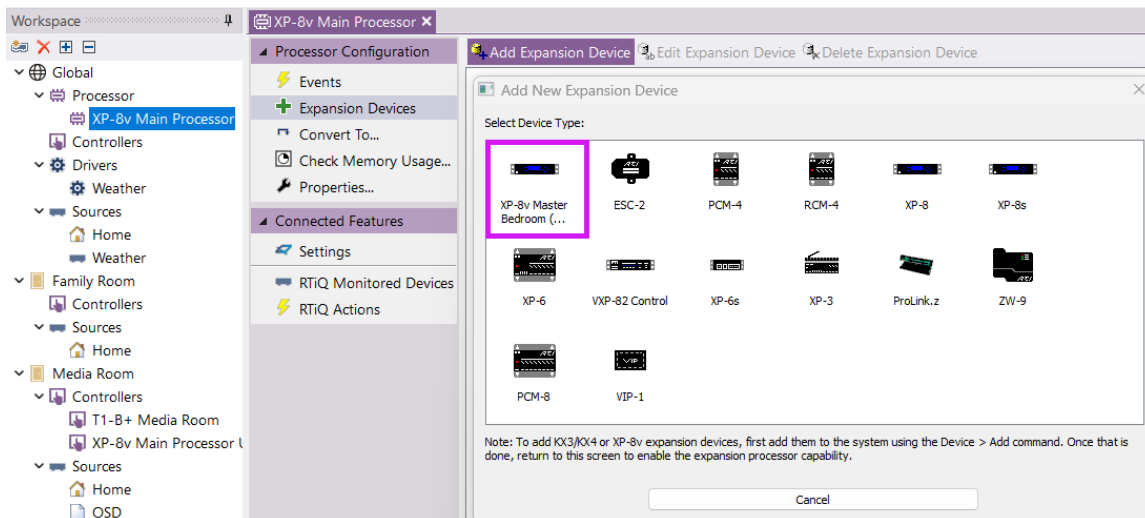 Workspace
Global
Processor
XP-8v Main Processor
Controllers
Drivers
Weather
Sources
Home
Weather
Family Room
Controllers
Sources
Home
Media Room
Controllers
T1-B+ Media Room
XP-8v Main Processor
Sources
Home
OSD
XP-8v Main Processor
Processor Configuration
Events
Expansion Devices
Convert To...
Check Memory Usage...
Properties...
Connected Features
Settings
RTiQ Monitored Devices
RTiQ Actions
Add Expansion Device Edit Expansion Device Delete Expansion Device
Add New Expansion Device
Select Device Type:
XP-8v Master
Bedroom (...
ESC-2
PCM-4
RCM-4
XP-8
XP-8s
XP-6
VXP-82 Control
XP-6s
XP-3
ProLink.z
ZW-9
PCM-8
VIP-1
Note: To add KX3/KX4 or XP-8v expansion devices, first add them to the system using the Device > Add command. Once that is
done, return to this screen to enable the expansion processor capability.
Cancel